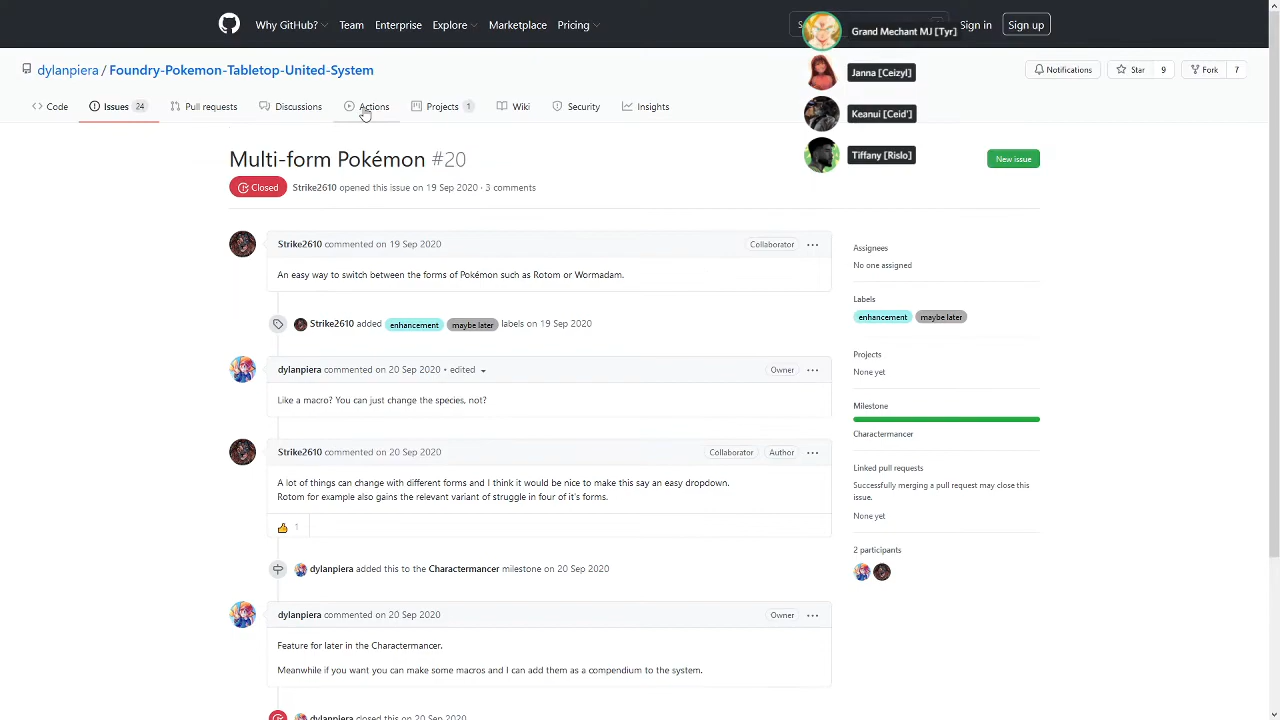 Why GitHub? Team Enterprise Explore Marketplace Pricing Sign in Sign up
Grand Mechant MJ [Tyr]
dylanpiera / Foundry-Pokemon-Tabletop-United-System Notifications Star 9 Fork 7
Janna [Ceizyl]
Code Issues 24 Pull requests Discussions Actions Projects 1 Wiki Security Insights
Keanui [Ceid']
Multi-form Pokémon #20
Tiffany [Rislo]
New issue
Closed Strike2610 opened this issue on 19 Sep 2020 · 3 comments
Strike2610 commented on 19 Sep 2020 Collaborator
An easy way to switch between the forms of Pokémon such as Rotom or Wormadam.
Strike2610 added enhancement maybe later labels on 19 Sep 2020
dylanpiera commented on 20 Sep 2020 • edited Owner
Like a macro? You can just change the species, not?
Strike2610 commented on 20 Sep 2020 Collaborator Author
A lot of things can change with different forms and I think it would be nice to make this say an easy dropdown.
Rotom for example also gains the relevant variant of struggle in four of it's forms.
1
dylanpiera added this to the Charactermancer milestone on 20 Sep 2020
dylanpiera commented on 20 Sep 2020 Owner
Feature for later in the Charactermancer.
Meanwhile if you want you can make some macros and I can add them as a compendium to the system.
dylanpiera closed this on 20 Sep 2020
Assignees
No one assigned
Labels
enhancement maybe later
Projects
None yet
Milestone
Charactermancer
Linked pull requests
Successfully merging a pull request may close this
issue.
None yet
2 participants